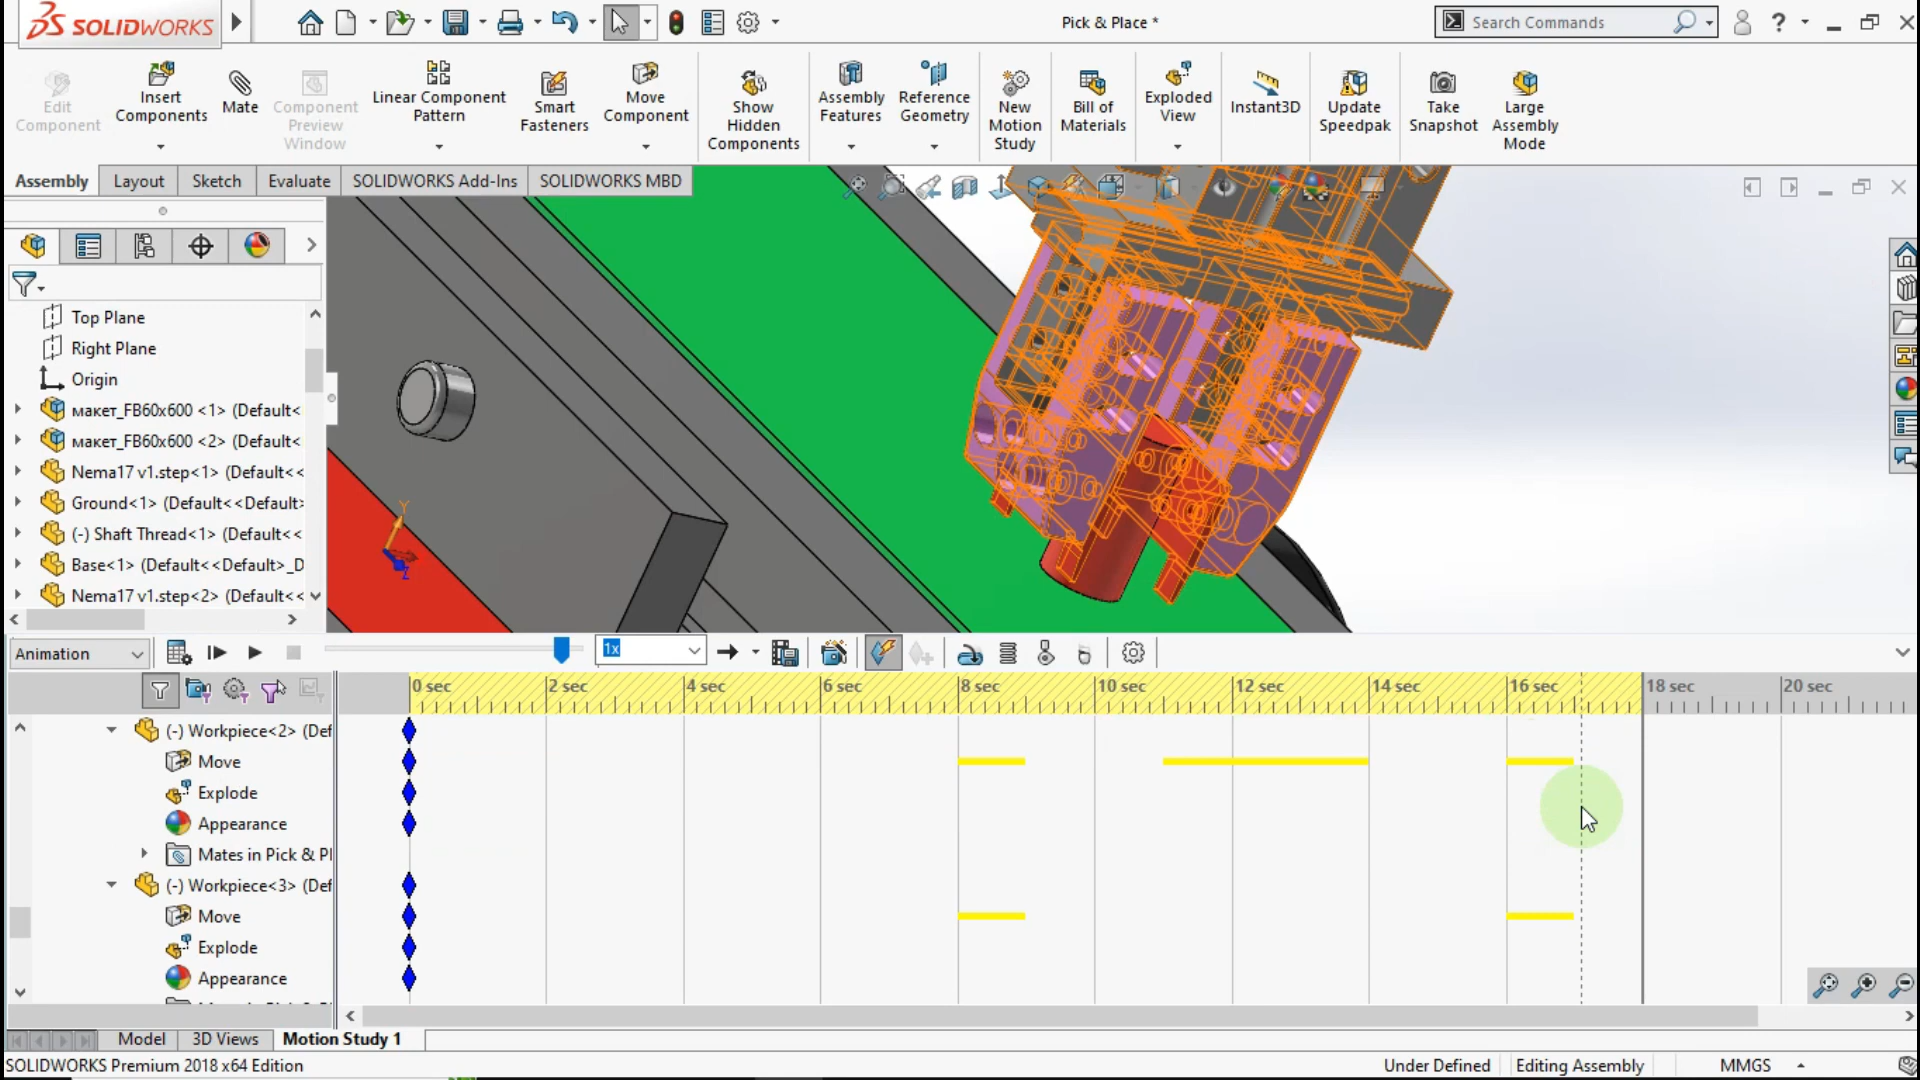 SOLIDWORKS
Pick & Place *
Search Commands
Edit Component
Insert Components
Mate
Component Preview Window
Linear Component Pattern
Smart Fasteners
Move Component
Show Hidden Components
Assembly Features
Reference Geometry
New Motion Study
Bill of Materials
Exploded View
Instant3D
Update Speedpak
Take Snapshot
Large Assembly Mode
Assembly
Layout
Sketch
Evaluate
SOLIDWORKS Add-Ins
SOLIDWORKS MBD
Top Plane
Right Plane
Origin
макет_FB60x600 <1> (Default<
макет_FB60x600 <2> (Default<
Nema17 v1.step<1> (Default<<
Ground<1> (Default<<Default>
(-) Shaft Thread<1> (Default<<
Base<1> (Default<<Default>_D
Nema17 v1.step<2> (Default<<
Y
Z
Animation
1x
0 sec
2 sec
4 sec
6 sec
8 sec
10 sec
12 sec
14 sec
16 sec
18 sec
20 sec
(-) Workpiece<2> (Def
Move
Explode
Appearance
Mates in Pick & Pl
(-) Workpiece<3> (Def
Move
Explode
Appearance
Model
3D Views
Motion Study 1
SOLIDWORKS Premium 2018 x64 Edition
Under Defined
Editing Assembly
MMGS